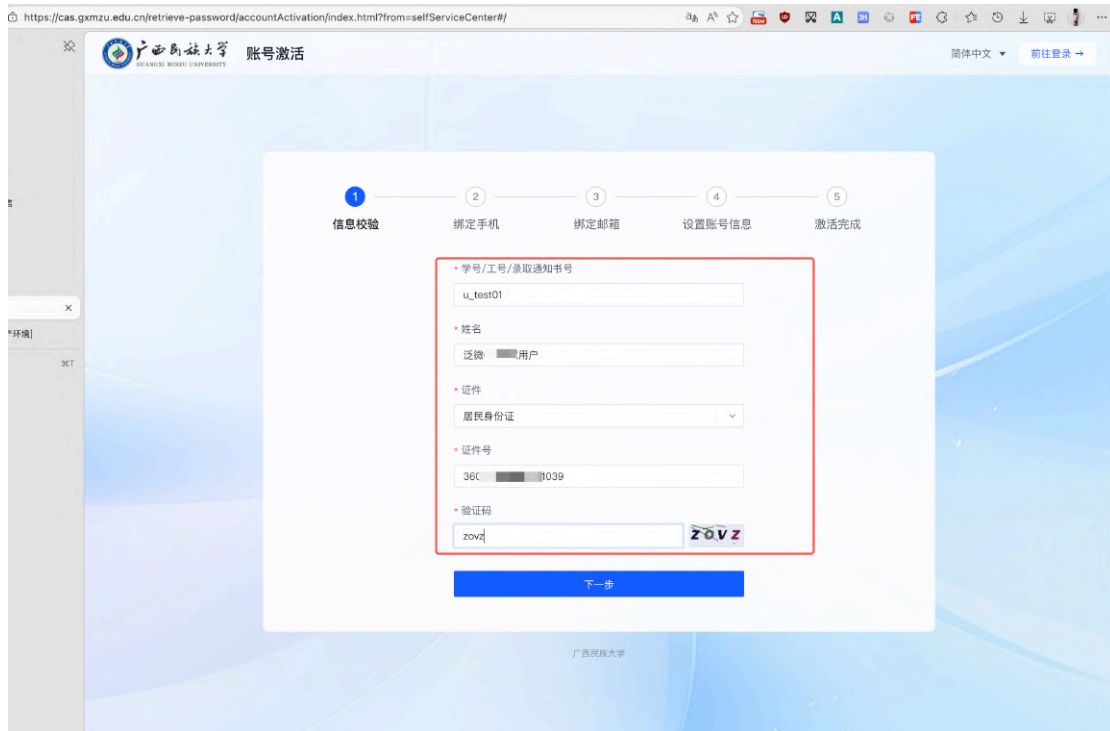 https://cas.gxmzu.edu.cn/retrieve-password/accountActivation/index.html?from=selfServiceCenter#/
广西民族大学
GUANGXI MINZU UNIVERSITY
账号激活
简体中文
前往登录 →
1
2
3
4
5
信息校验
绑定手机
绑定邮箱
设置账号信息
激活完成
* 学号/工号/录取通知书号
u_test01
* 姓名
泛微 用户
* 证件
居民身份证
* 证件号
36 1039
* 验证码
zovz
ZOVZ
下一步
广西民族大学
环境]
⌘T